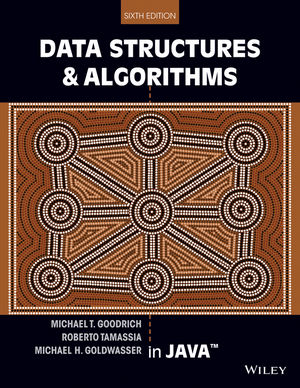 SIXTH EDITION
DATA STRUCTURES
& ALGORITHMS
MICHAEL T. GOODRICH
ROBERTO TAMASSIA
MICHAEL H. GOLDWASSER
in JAVA™
WILEY